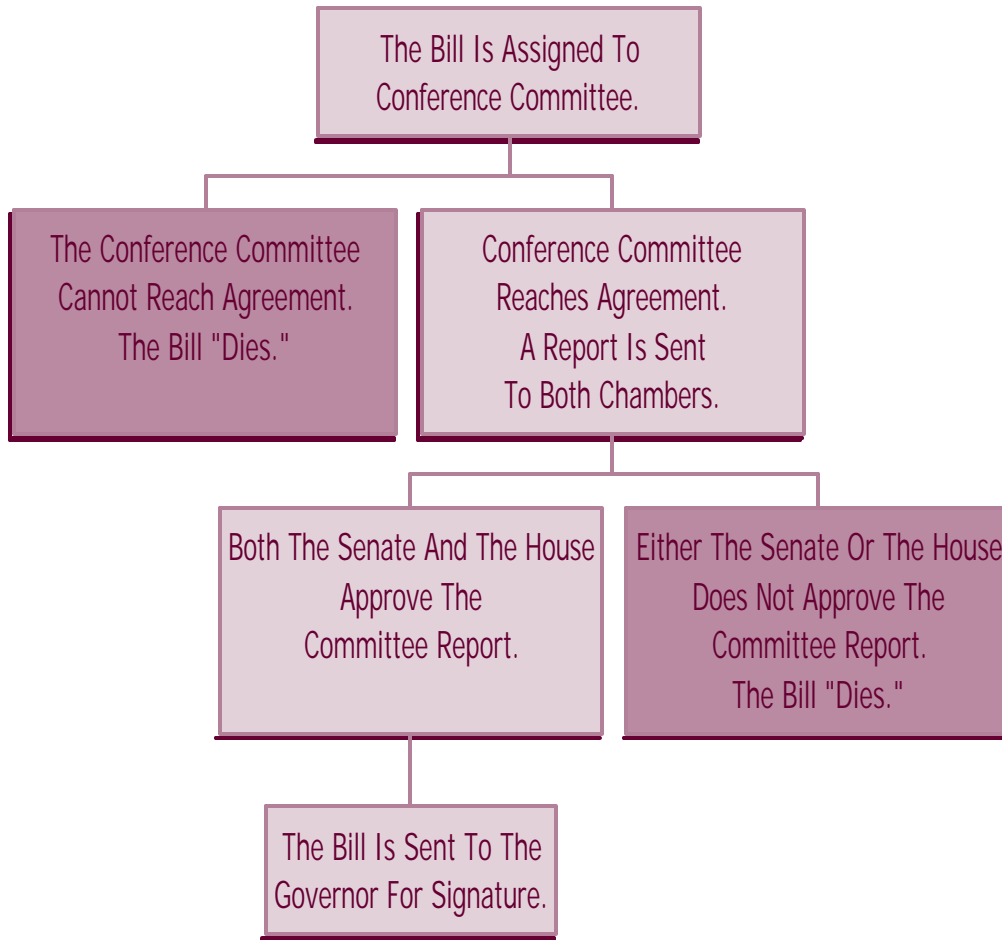 The Bill Is Assigned To
Conference Committee.
The Conference Committee
Cannot Reach Agreement.
The Bill "Dies."
Conference Committee
Reaches Agreement.
A Report Is Sent
To Both Chambers.
Both The Senate And The House
Approve The
Committee Report.
Either The Senate Or The House
Does Not Approve The
Committee Report.
The Bill "Dies."
The Bill Is Sent To The
Governor For Signature.